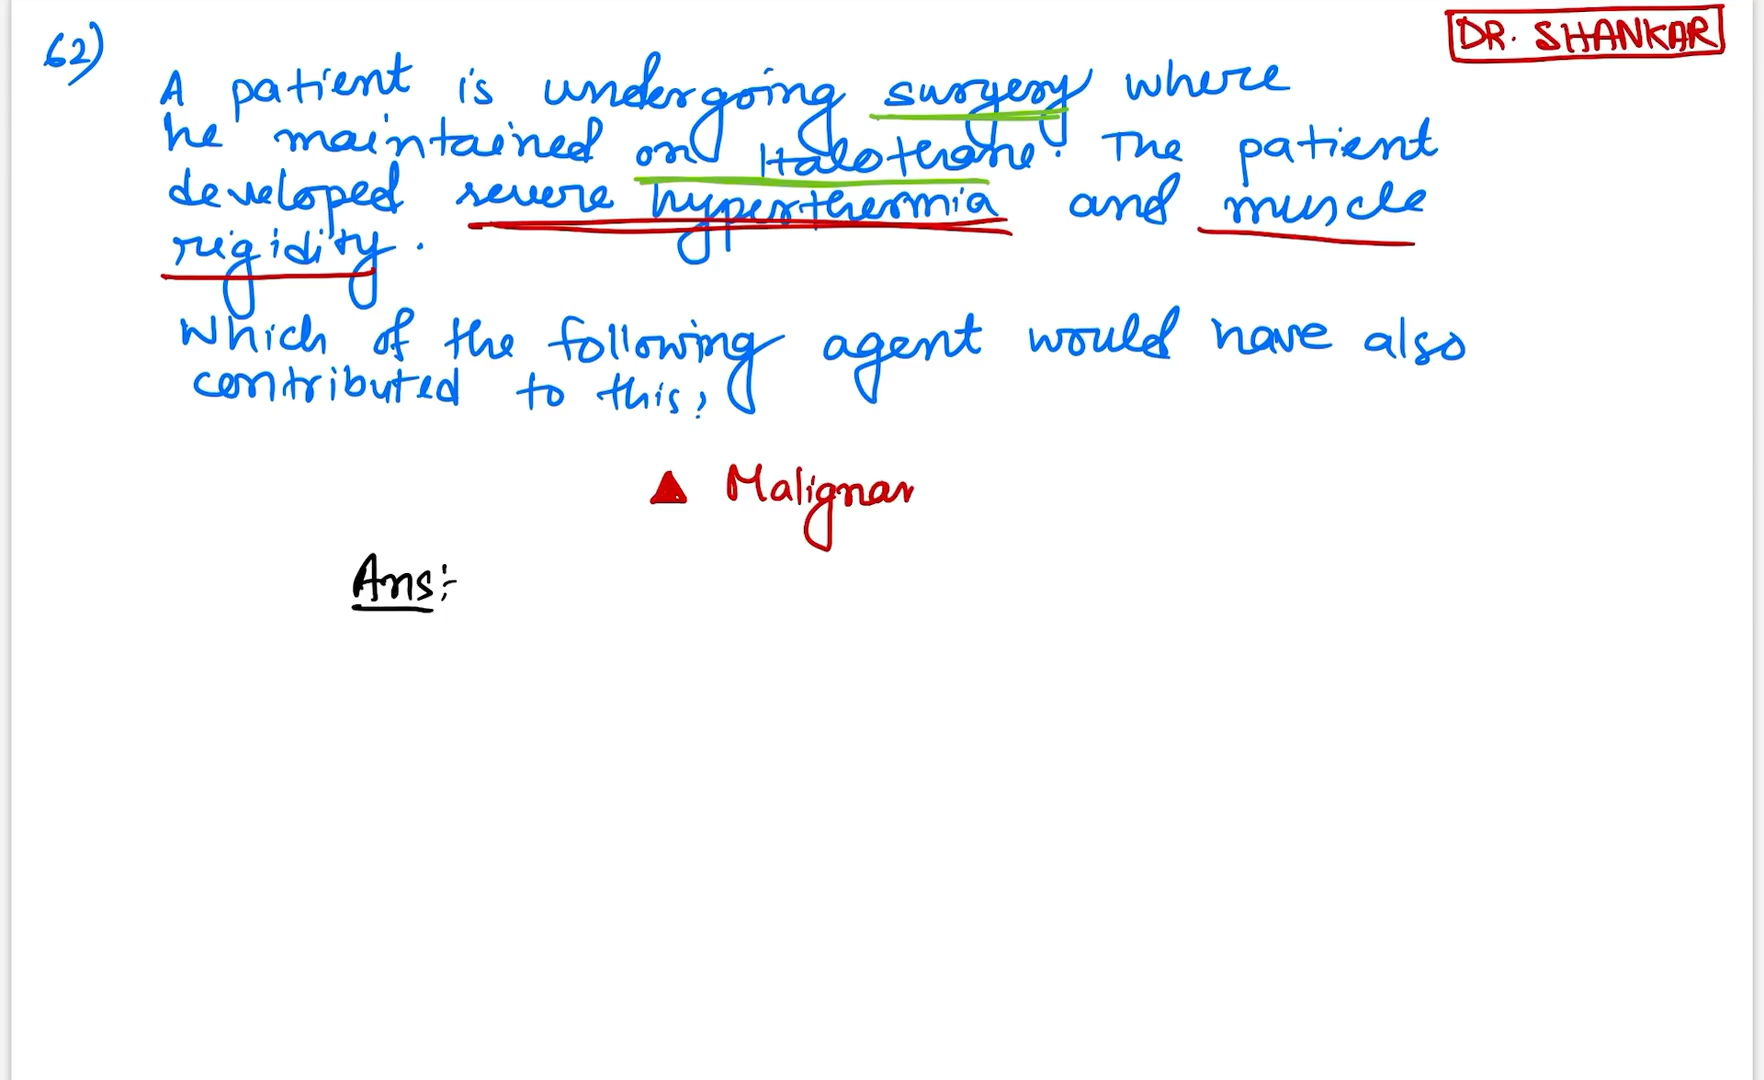 62)
DR. SHANKAR
A patient is undergoing surgery where
he maintained on Halothane. The patient
developed severe hyperthermia and muscle
rigidity.
Which of the following agent would have also
contributed to this?
▲ Malignan
Ans:-